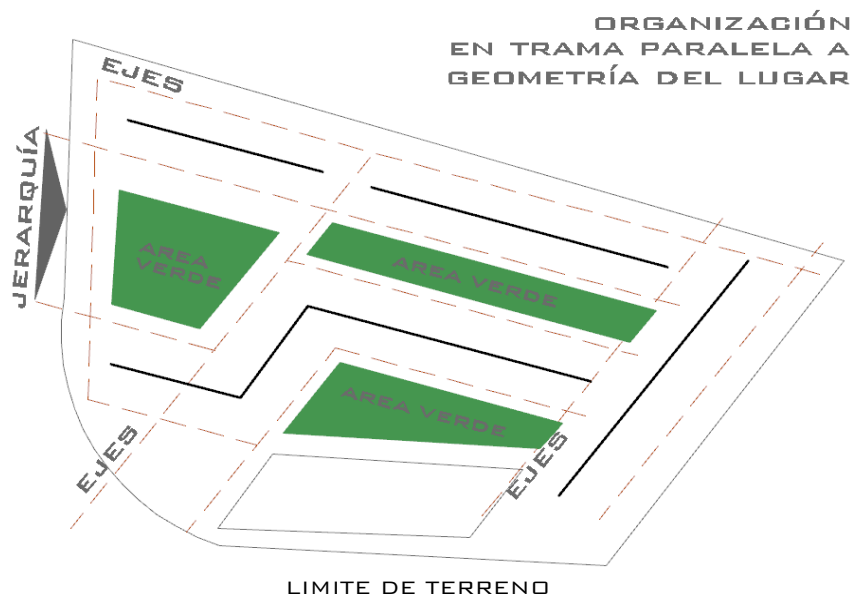 ORGANIZACIÓN
EN TRAMA PARALELA A
GEOMETRÍA DEL LUGAR
EJES
JERARQUÍA
AREA
VERDE
AREA VERDE
AREA VERDE
EJES
EJES
LIMITE DE TERRENO